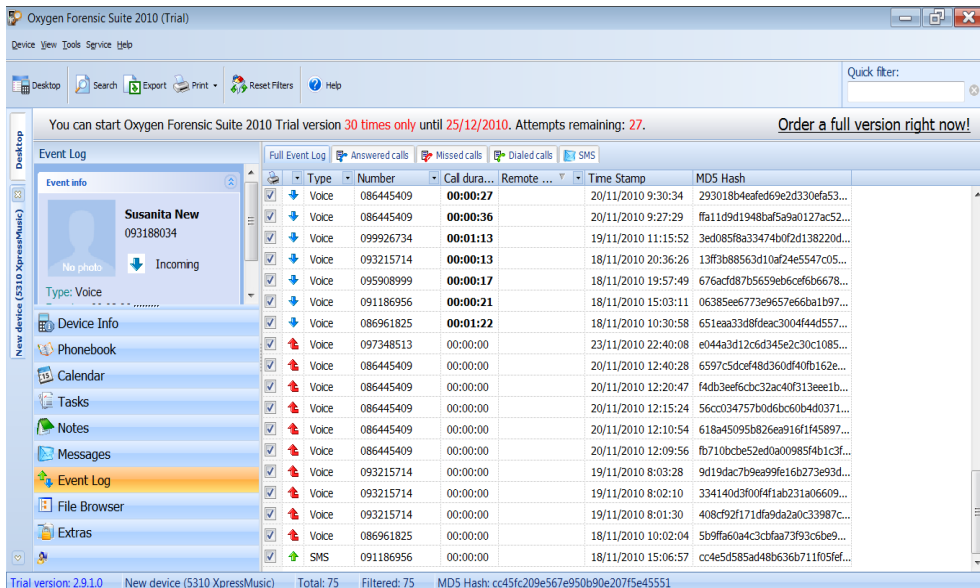 Oxygen Forensic Suite 2010 (Trial)
Device View Tools Service Help
Desktop Search Export Print Reset Filters Help
Quick filter:
You can start Oxygen Forensic Suite 2010 Trial version 30 times only until 25/12/2010. Attempts remaining: 27. Order a full version right now!
Desktop
New device (5310 XpressMusic)
Event Log
Event info
Susanita New
093188034
No photo
Incoming
Type: Voice
Device Info
Phonebook
15
Calendar
Tasks
Notes
Messages
Event Log
File Browser
Extras
Full Event Log Answered calls Missed calls Dialed calls SMS
Type Number Call dura... Remote ... Time Stamp MD5 Hash
Voice 086445409 00:00:27 20/11/2010 9:30:34 293018b4eafed69e2d330efa53...
Voice 086445409 00:00:36 20/11/2010 9:27:29 ffa11d9d1948baf5a9a0127ac52...
Voice 099926734 00:01:13 19/11/2010 11:15:52 3ed085f8a33474b0f2d138220d...
Voice 093215714 00:00:13 18/11/2010 20:36:26 13ff3b88563d10af24e5547c05...
Voice 095908999 00:00:17 18/11/2010 19:57:49 676acfd87b5659eb6cef6b6678...
Voice 091186956 00:00:21 18/11/2010 15:03:11 06385ee6773e9657e66ba1b97...
Voice 086961825 00:01:22 18/11/2010 10:30:58 651eaa33d8fdeac3004f44d557...
Voice 097348513 00:00:00 23/11/2010 22:40:08 e044a3d12c6d345e2c30c1085...
Voice 086445409 00:00:00 20/11/2010 12:40:28 6597c5dcef48d360df40fb162e...
Voice 086445409 00:00:00 20/11/2010 12:20:47 f4db3eef6cbc32ac40f313eee1b...
Voice 086445409 00:00:00 20/11/2010 12:15:24 56cc034757b0d6bc60b4d0371...
Voice 086445409 00:00:00 20/11/2010 12:10:54 618a45095b826ea916f1f45897...
Voice 086445409 00:00:00 20/11/2010 12:09:56 fb710bcbe52ed0a00985f4b1c3f...
Voice 093215714 00:00:00 19/11/2010 8:03:28 9d19dac7b9ea99fe16b273e93d...
Voice 093215714 00:00:00 19/11/2010 8:02:10 334140d3f00f4f1ab231a06609...
Voice 093215714 00:00:00 19/11/2010 8:01:30 408cf92f171dfa9da2a0c33987c...
Voice 086961825 00:00:00 18/11/2010 10:02:04 5b9ffa60a4c3cbfaa73f93c6be9...
SMS 091186956 00:00:00 18/11/2010 15:06:57 cc4e5d585ad48b636b711f05fef...
Trial version: 2.9.1.0 New device (5310 XpressMusic) Total: 75 Filtered: 75 MD5 Hash: cc45fc209e567e950b90e207f5e45551